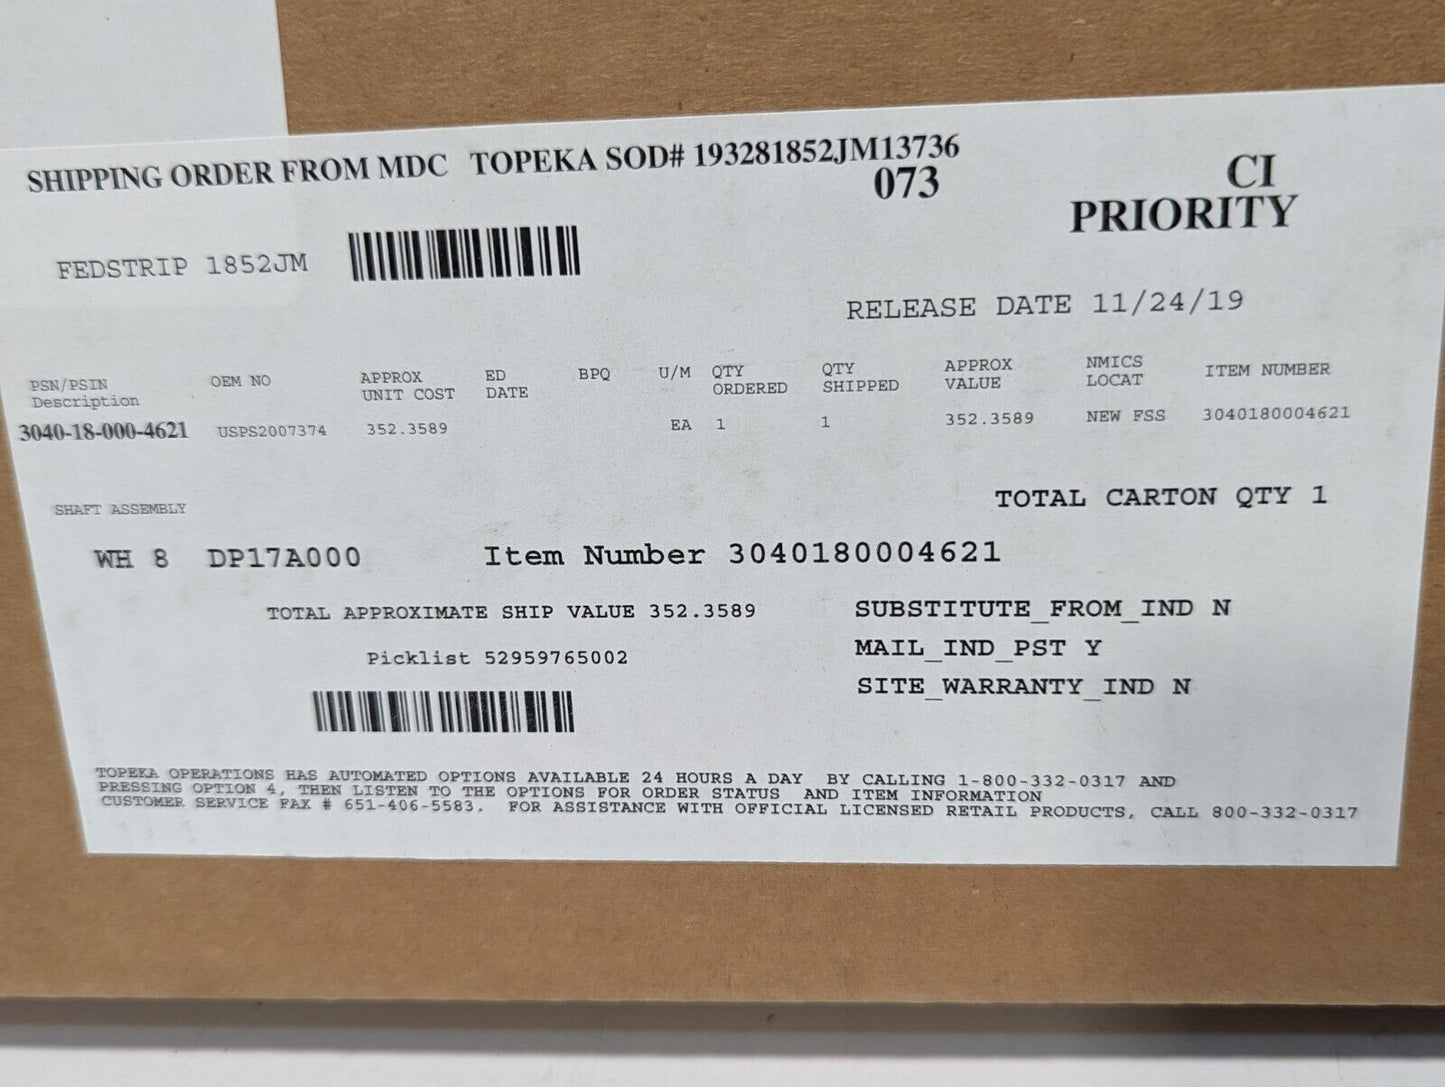 SHIPPING ORDER FROM MDC TOPEKA SOD# 193281852JM13736
073
CI
PRIORITY
FEDSTRIP 1852JM
RELEASE DATE 11/24/19
PSN/PSIN Description OEM NO APPROX UNIT COST ED DATE BPQ U/M QTY ORDERED QTY SHIPPED APPROX VALUE NMICS LOCAT ITEM NUMBER
3040-18-000-4621 USPS2007374 352.3589 EA 1 1 352.3589 NEW FSS 3040180004621
SHAFT ASSEMBLY
TOTAL CARTON QTY 1
WH 8 DP17A000 Item Number 3040180004621
TOTAL APPROXIMATE SHIP VALUE 352.3589
SUBSTITUTE_FROM_IND N
Picklist 52959765002
MAIL_IND_PST Y
SITE_WARRANTY_IND N
TOPEKA OPERATIONS HAS AUTOMATED OPTIONS AVAILABLE 24 HOURS A DAY BY CALLING 1-800-332-0317 AND
PRESSING OPTION 4, THEN LISTEN TO THE OPTIONS FOR ORDER STATUS AND ITEM INFORMATION
CUSTOMER SERVICE FAX # 651-406-5583. FOR ASSISTANCE WITH OFFICIAL LICENSED RETAIL PRODUCTS, CALL 800-332-0317